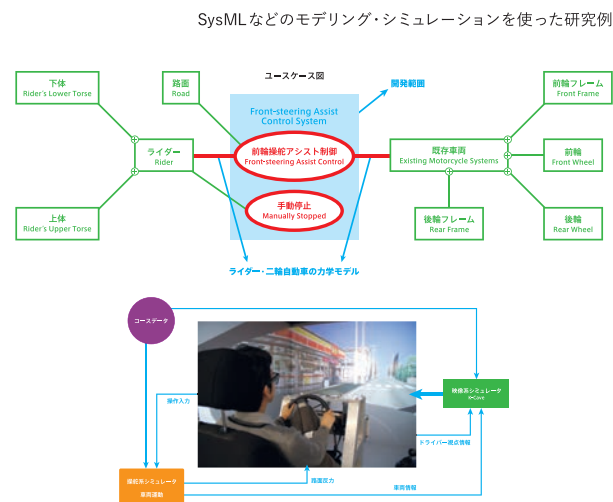 SysMLなどのモデリング・シミュレーションを使った研究例
ユースケース図
開発範囲
下体
Rider's Lower Torse
路面
Road
Front-steering Assist
Control System
前輪フレーム
Front Frame
ライダー
Rider
前輪操舵アシスト制御
Front-steering Assist Control
既存車両
Existing Motorcycle Systems
前輪
Front Wheel
手動停止
Manually Stopped
上体
Rider's Upper Torse
後輪フレーム
Rear Frame
後輪
Rear Wheel
ライダー・二輪自動車の力学モデル
コースデータ
映像系シミュレータ
K-Cave
操作入力
ドライバー視点情報
操舵系シミュレータ
車両運動
路面反力
車両情報